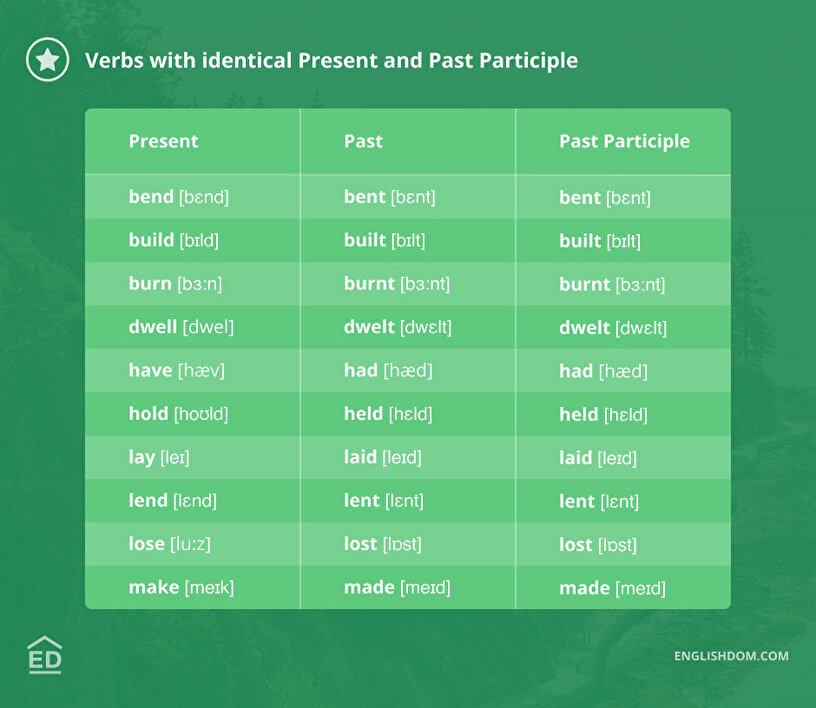 Verbs with identical Present and Past Participle
Present Past Past Participle
bend [bɛnd] bent [bɛnt] bent [bɛnt]
build [bɪld] built [bɪlt] built [bɪlt]
burn [bɜːn] burnt [bɜːnt] burnt [bɜːnt]
dwell [dwel] dwelt [dwɛlt] dwelt [dwɛlt]
have [hæv] had [hæd] had [hæd]
hold [hoʊld] held [hɛld] held [hɛld]
lay [leɪ] laid [leɪd] laid [leɪd]
lend [lɛnd] lent [lɛnt] lent [lɛnt]
lose [luːz] lost [lɒst] lost [lɒst]
make [meɪk] made [meɪd] made [meɪd]
ED
ENGLISHDOM.COM